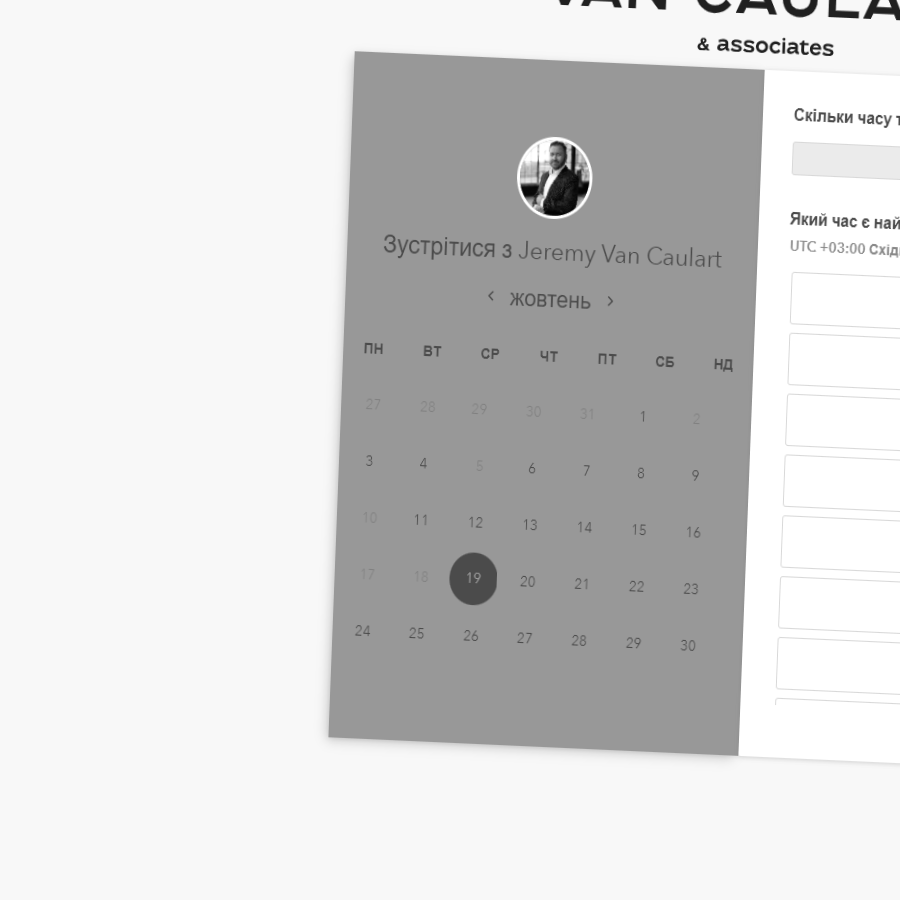 VAN CAULA
& associates
Зустрітися з Jeremy Van Caulart
жовтень
ПН ВТ СР ЧТ ПТ СБ НД
27 28 29 30 31 1 2
3 4 5 6 7 8 9
10 11 12 13 14 15 16
17 18 19 20 21 22 23
24 25 26 27 28 29 30
Скільки часу
Який час є
UTC +03:00